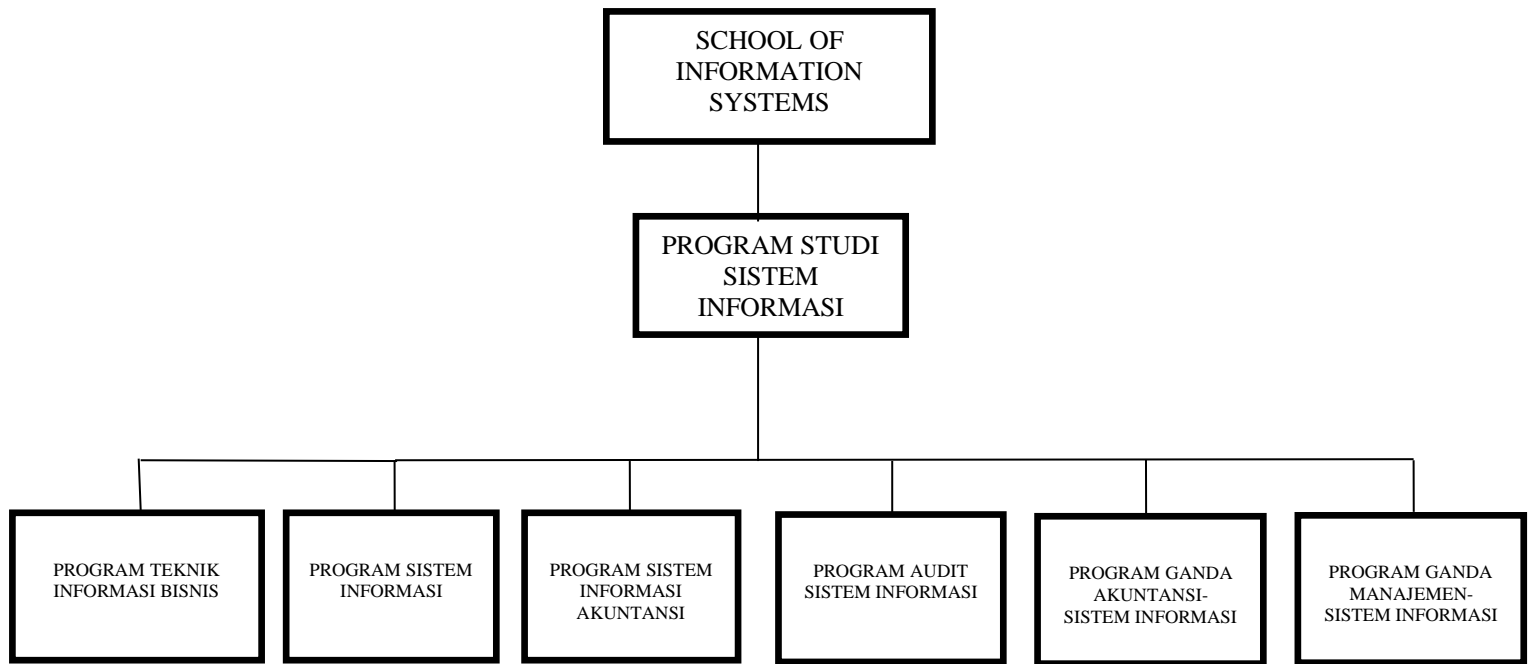 SCHOOL OF
INFORMATION
SYSTEMS
PROGRAM STUDI
SISTEM
INFORMASI
PROGRAM TEKNIK
INFORMASI BISNIS
PROGRAM SISTEM
INFORMASI
PROGRAM SISTEM
INFORMASI
AKUNTANSI
PROGRAM AUDIT
SISTEM INFORMASI
PROGRAM GANDA
AKUNTANSI-
SISTEM INFORMASI
PROGRAM GANDA
MANAJEMEN-
SISTEM INFORMASI